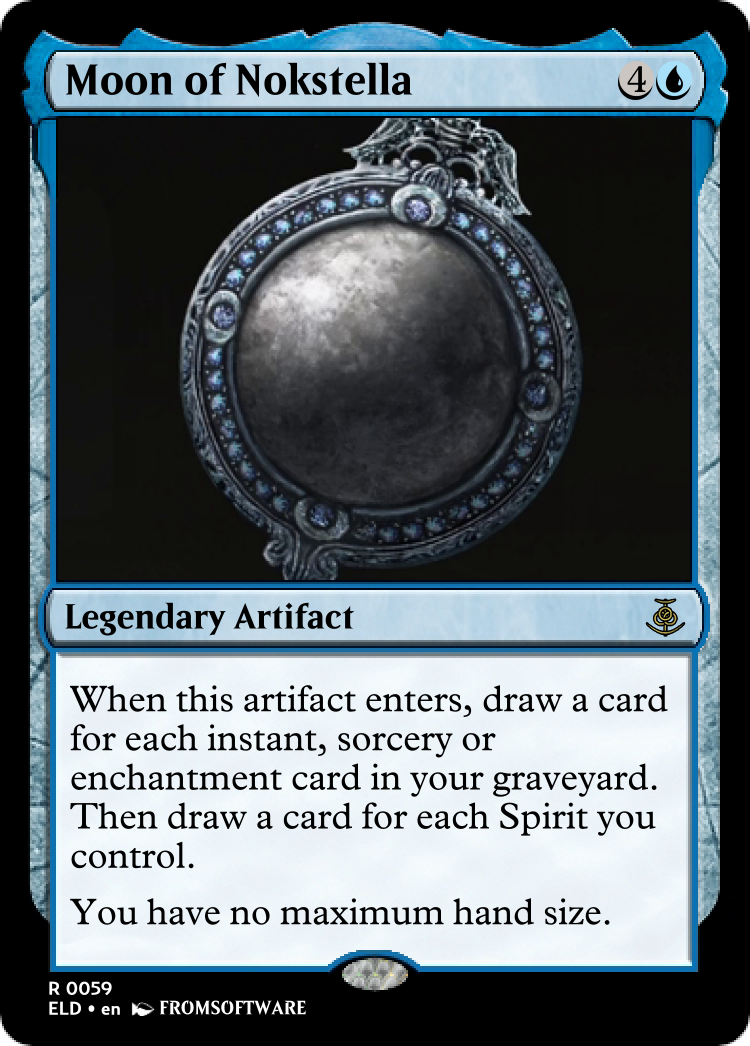 Moon of Nokstella 4
Legendary Artifact
When this artifact enters, draw a card
for each instant, sorcery or
enchantment card in your graveyard.
Then draw a card for each Spirit you
control.
You have no maximum hand size.
R 0059
ELD • en FROMSOFTWARE